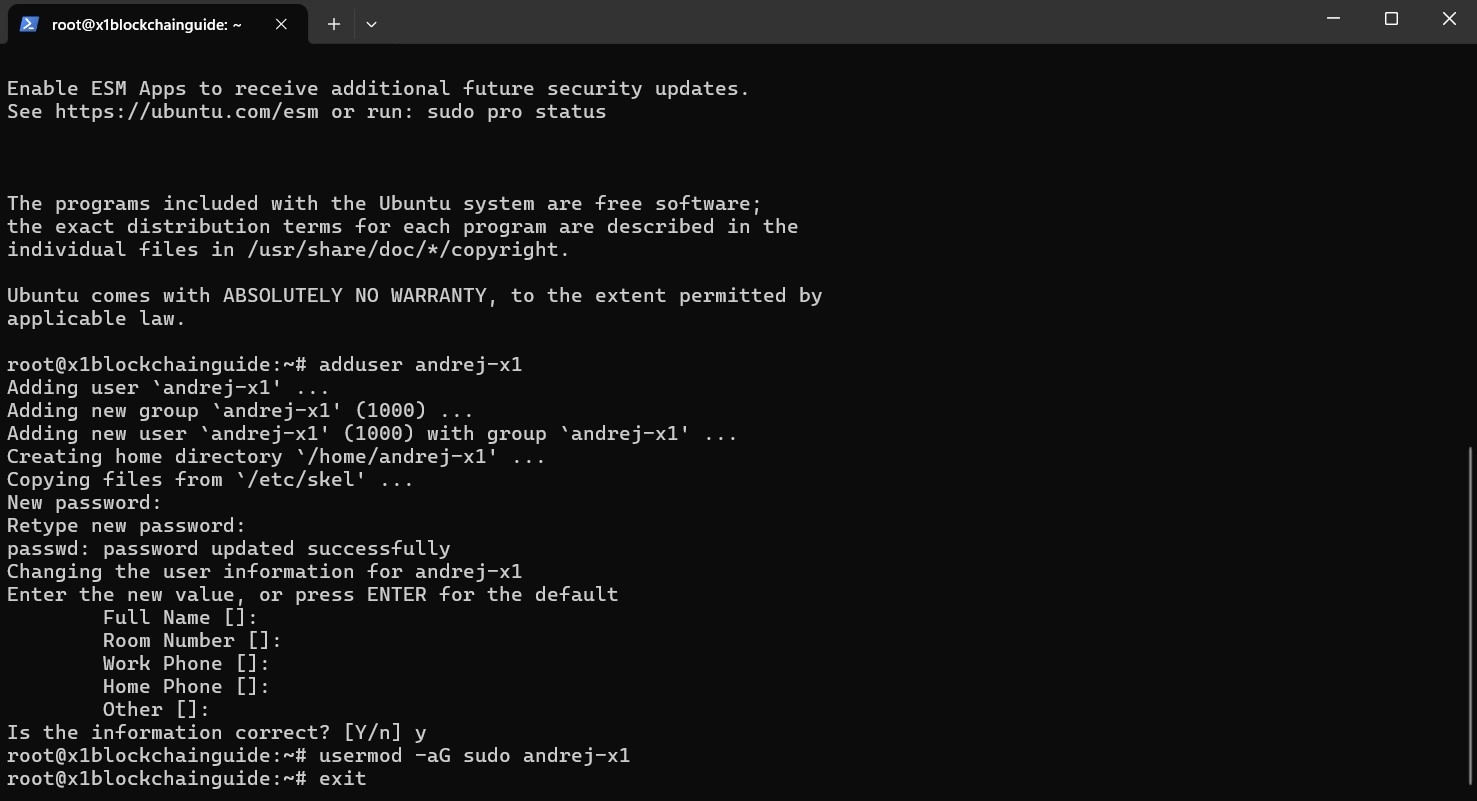 root@x1blockchainguide: ~
Enable ESM Apps to receive additional future security updates.
See https://ubuntu.com/esm or run: sudo pro status
The programs included with the Ubuntu system are free software;
the exact distribution terms for each program are described in the
individual files in /usr/share/doc/*/copyright.
Ubuntu comes with ABSOLUTELY NO WARRANTY, to the extent permitted by
applicable law.
root@x1blockchainguide:~# adduser andrej-x1
Adding user `andrej-x1' ...
Adding new group `andrej-x1' (1000) ...
Adding new user `andrej-x1' (1000) with group `andrej-x1' ...
Creating home directory `/home/andrej-x1' ...
Copying files from `/etc/skel' ...
New password:
Retype new password:
passwd: password updated successfully
Changing the user information for andrej-x1
Enter the new value, or press ENTER for the default
        Full Name []:
        Room Number []:
        Work Phone []:
        Home Phone []:
        Other []:
Is the information correct? [Y/n] y
root@x1blockchainguide:~# usermod -aG sudo andrej-x1
root@x1blockchainguide:~# exit